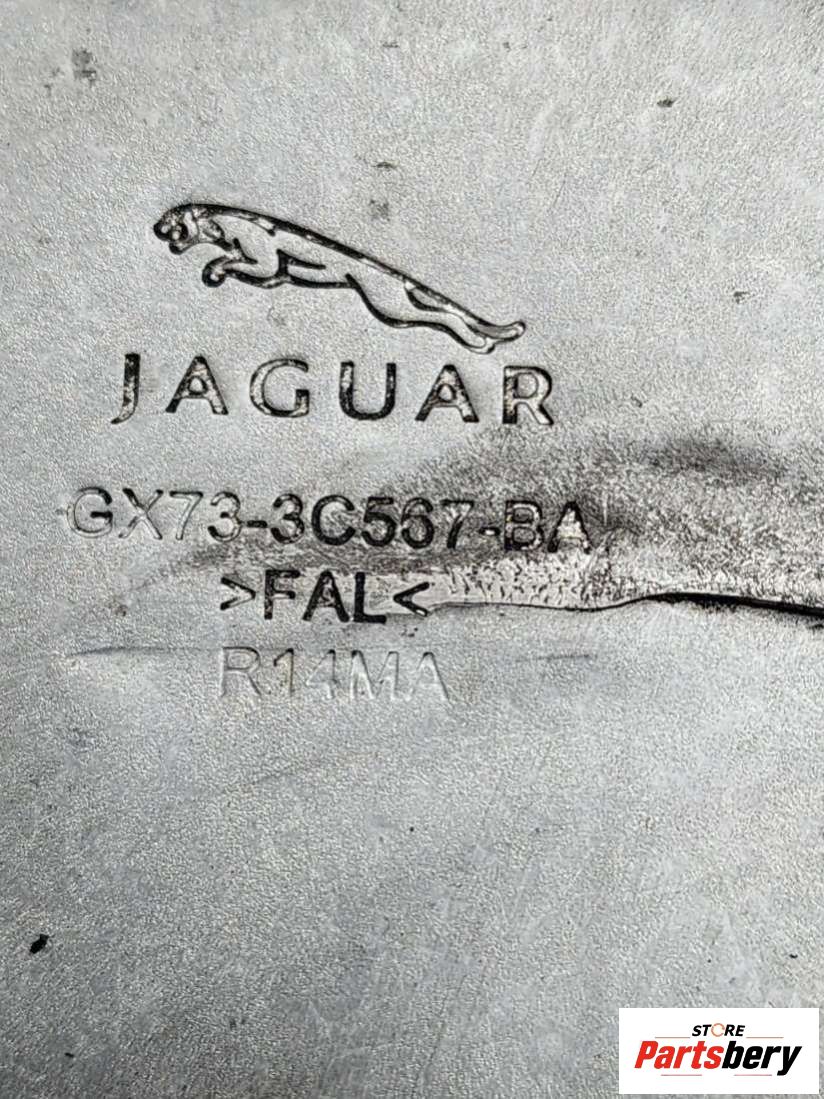 JAGUAR
GX73-3C567-BA
>FAL<
R14MA
STORE
Partsbery